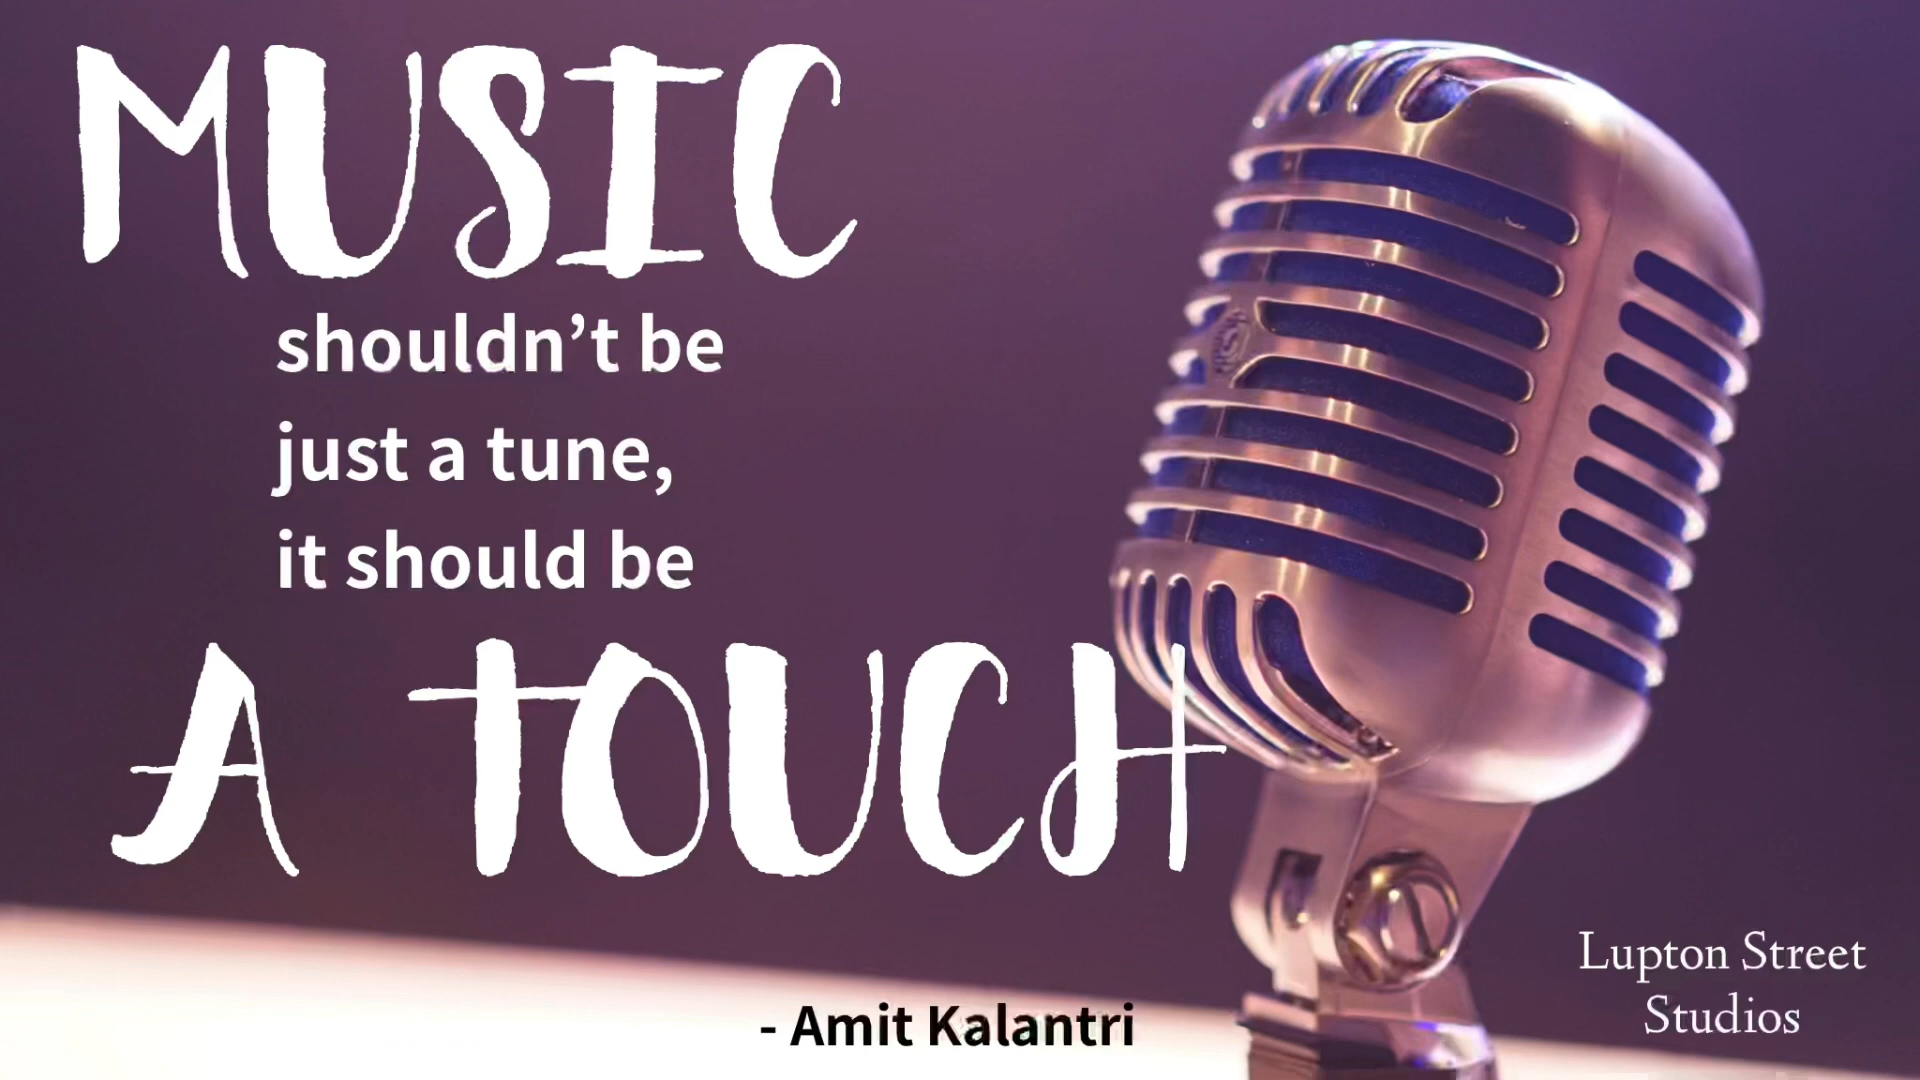 MUSIC
shouldn’t be
just a tune,
it should be
A TOUCH
- Amit Kalantri
Lupton Street
Studios